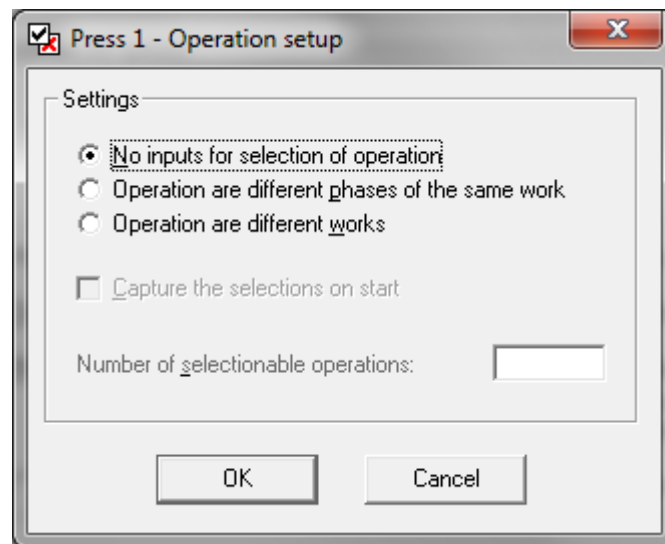 Press 1 - Operation setup
Settings
No inputs for selection of operation
Operation are different phases of the same work
Operation are different works
Capture the selections on start
Number of selectionable operations:
OK Cancel